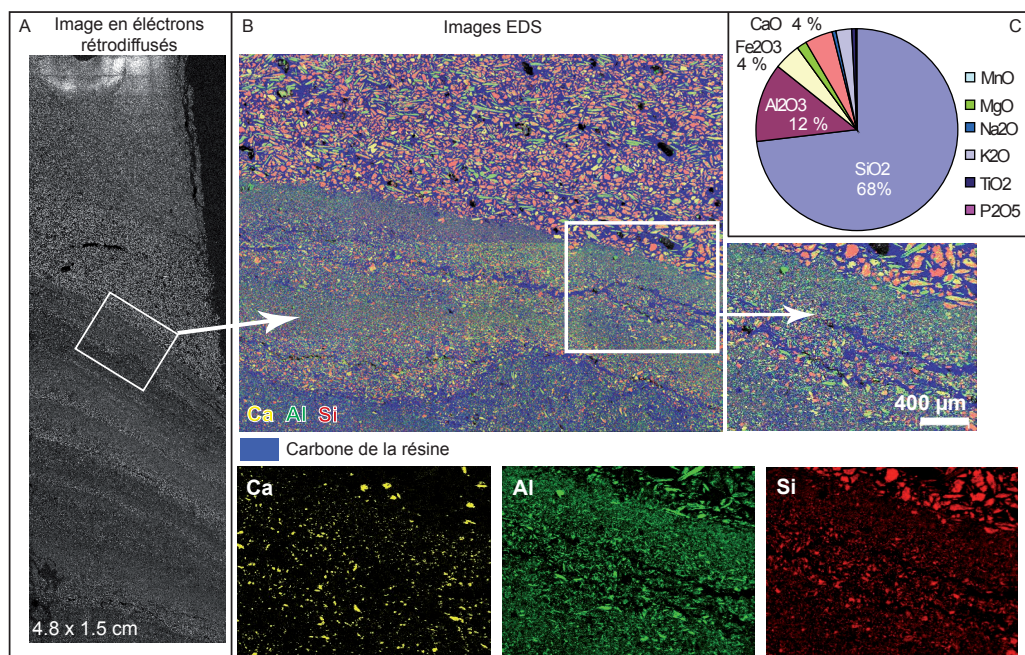 A
Image en éléctrons
rétrodiffusés
4.8 x 1.5 cm
B
Images EDS
Ca Al Si
400 µm
Carbone de la résine
Ca
Al
Si
C
CaO 4 %
Fe2O3
4 %
Al2O3
12 %
SiO2
68%
MnO
MgO
Na2O
K2O
TiO2
P2O5